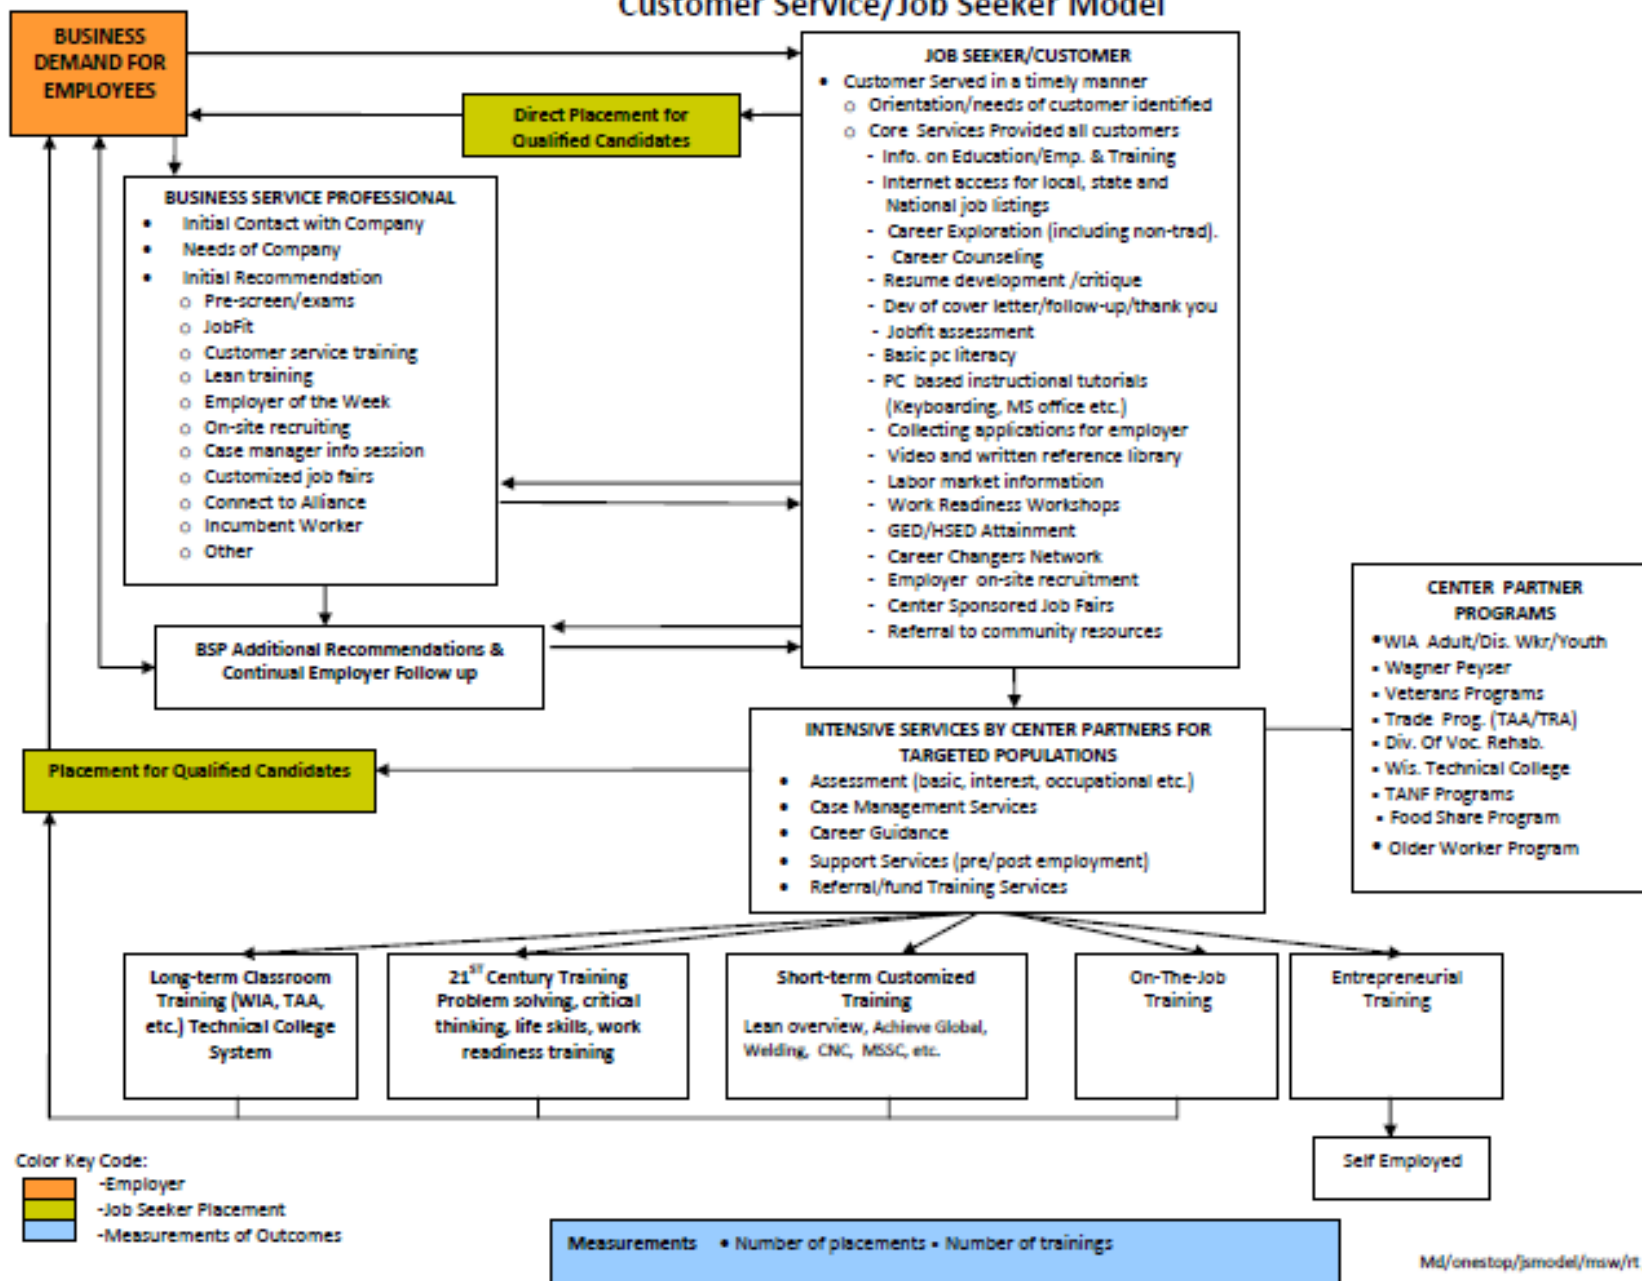 Customer Service/Job Seeker Model
BUSINESS
DEMAND FOR
EMPLOYEES
Direct Placement for
Qualified Candidates
JOB SEEKER/CUSTOMER
• Customer Served in a timely manner
o Orientation/needs of customer identified
o Core Services Provided all customers
- Info. on Education/Emp. & Training
- Internet access for local, state and
National job listings
- Career Exploration (including non-trad).
- Career Counseling
- Resume development /critique
- Dev of cover letter/follow-up/thank you
- Jobfit assessment
- Basic pc literacy
- PC based instructional tutorials
(Keyboarding, MS office etc.)
- Collecting applications for employer
- Video and written reference library
- Labor market information
- Work Readiness Workshops
- GED/HSED Attainment
- Career Changers Network
- Employer on-site recruitment
- Center Sponsored Job Fairs
- Referral to community resources
BUSINESS SERVICE PROFESSIONAL
• Initial Contact with Company
• Needs of Company
• Initial Recommendation
o Pre-screen/exams
o JobFit
o Customer service training
o Lean training
o Employer of the Week
o On-site recruiting
o Case manager info session
o Customized job fairs
o Connect to Alliance
o Incumbent Worker
o Other
BSP Additional Recommendations &
Continual Employer Follow up
CENTER PARTNER
PROGRAMS
•WIA Adult/Dis. Wkr/Youth
▪ Wagner Peyser
▪ Veterans Programs
▪ Trade Prog. (TAA/TRA)
▪ Div. Of Voc. Rehab.
▪ Wis. Technical College
▪ TANF Programs
▪ Food Share Program
• Older Worker Program
INTENSIVE SERVICES BY CENTER PARTNERS FOR
TARGETED POPULATIONS
• Assessment (basic, interest, occupational etc.)
• Case Management Services
• Career Guidance
• Support Services (pre/post employment)
• Referral/fund Training Services
Placement for Qualified Candidates
Long-term Classroom
Training (WIA, TAA,
etc.) Technical College
System
21ST Century Training
Problem solving, critical
thinking, life skills, work
readiness training
Short-term Customized
Training
Lean overview, Achieve Global,
Welding, CNC, MSSC, etc.
On-The-Job
Training
Entrepreneurial
Training
Self Employed
Color Key Code:
-Employer
-Job Seeker Placement
-Measurements of Outcomes
Measurements • Number of placements ▪ Number of trainings
Md/onestop/jsmodel/msw/rt